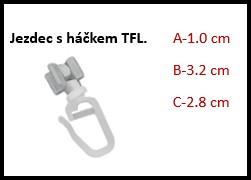 Jezdec s háčkem TFL.
A-1.0 cm
B-3.2 cm
C-2.8 cm